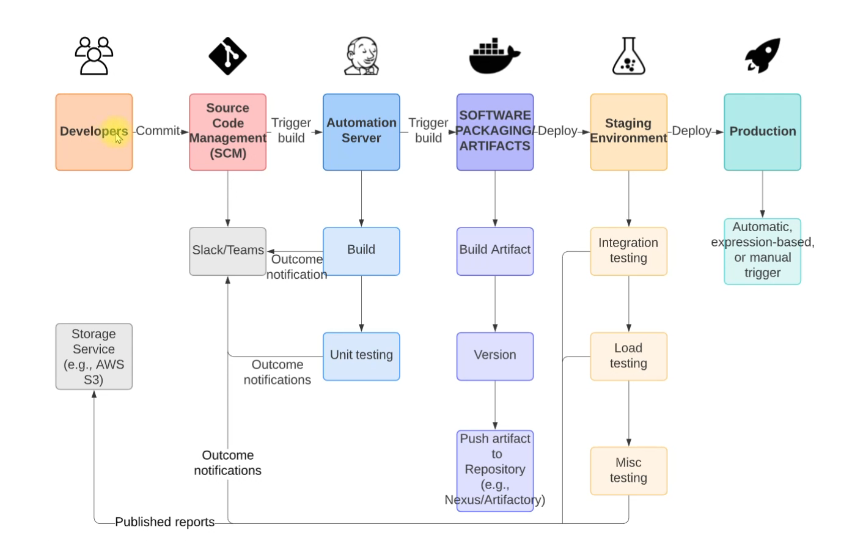 Developers
Commit
Source
Code
Management
(SCM)
Trigger
build
Automation
Server
Trigger
build
SOFTWARE
PACKAGING/
ARTIFACTS
Deploy
Staging
Environment
Deploy
Production
Slack/Teams
Outcome
notification
Build
Build Artifact
Integration
testing
Automatic,
expression-based,
or manual
trigger
Storage
Service
(e.g., AWS
S3)
Outcome
notifications
Unit testing
Version
Load
testing
Outcome
notifications
Push artifact
to
Repository
(e.g.,
Nexus/Artifactory)
Misc
testing
Published reports